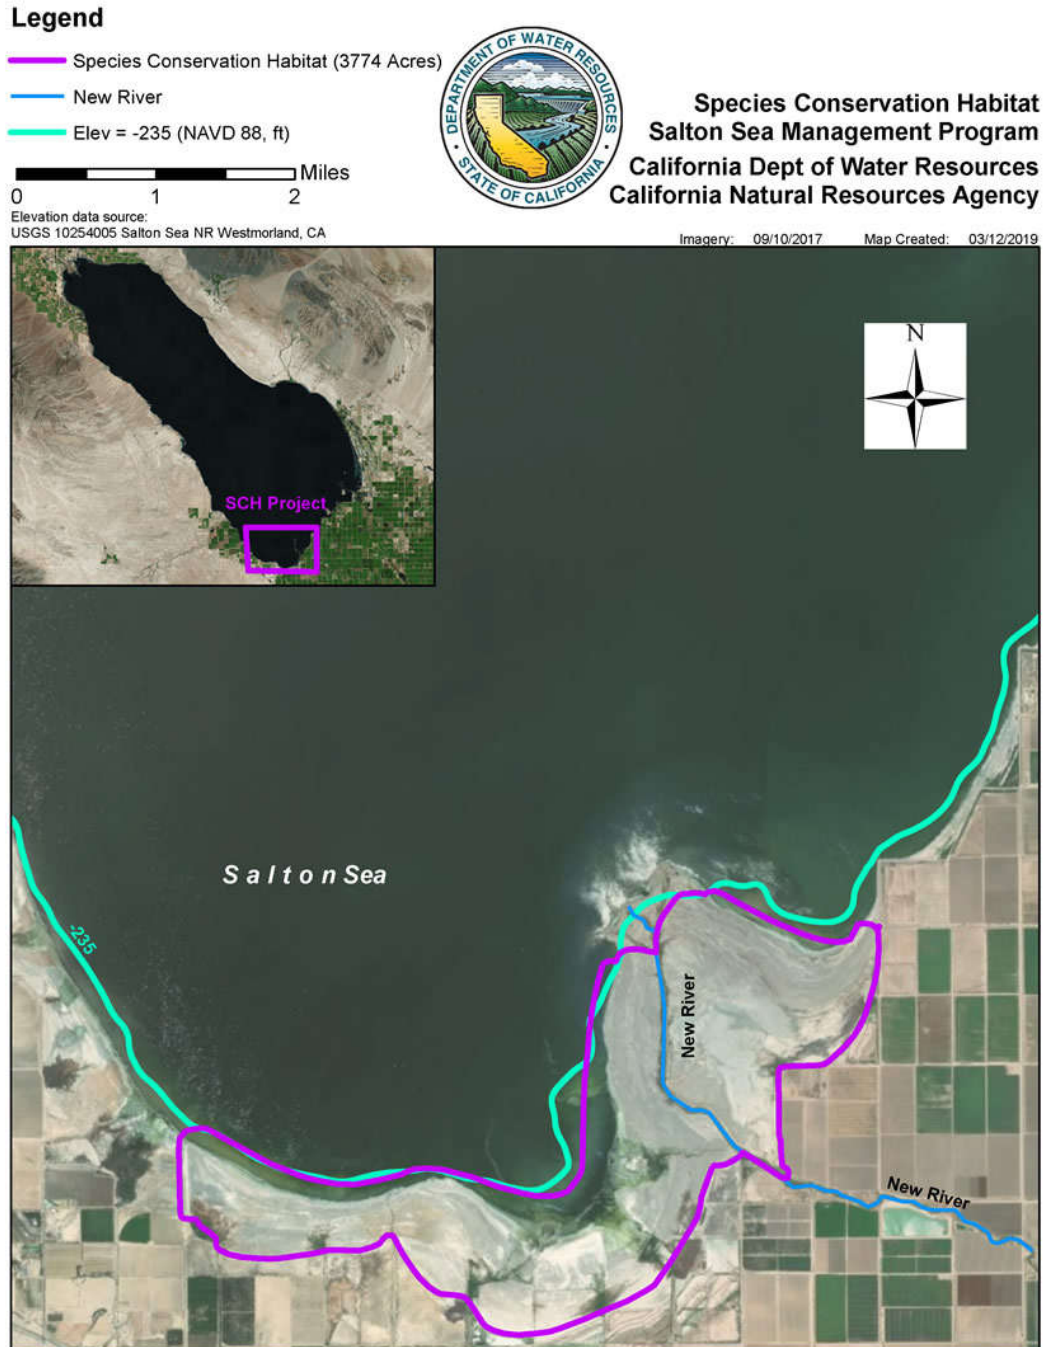 Legend
Species Conservation Habitat (3774 Acres)
New River
Elev = -235 (NAVD 88, ft)
Miles
0 1 2
Elevation data source:
USGS 10254005 Salton Sea NR Westmorland, CA
DEPARTMENT OF WATER RESOURCES
• STATE OF CALIFORNIA •
Species Conservation Habitat
Salton Sea Management Program
California Dept of Water Resources
California Natural Resources Agency
Imagery: 09/10/2017 Map Created: 03/12/2019
N
SCH Project
Salton Sea
-235
New River
New River